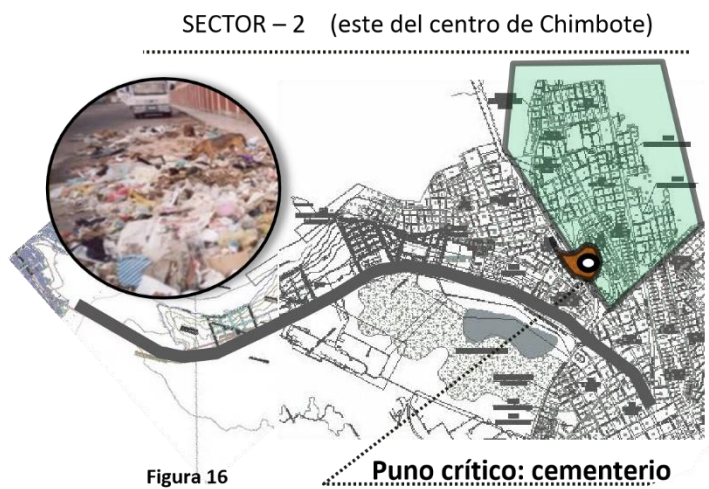 SECTOR – 2 (este del centro de Chimbote)
Figura 16
Puno crítico: cementerio